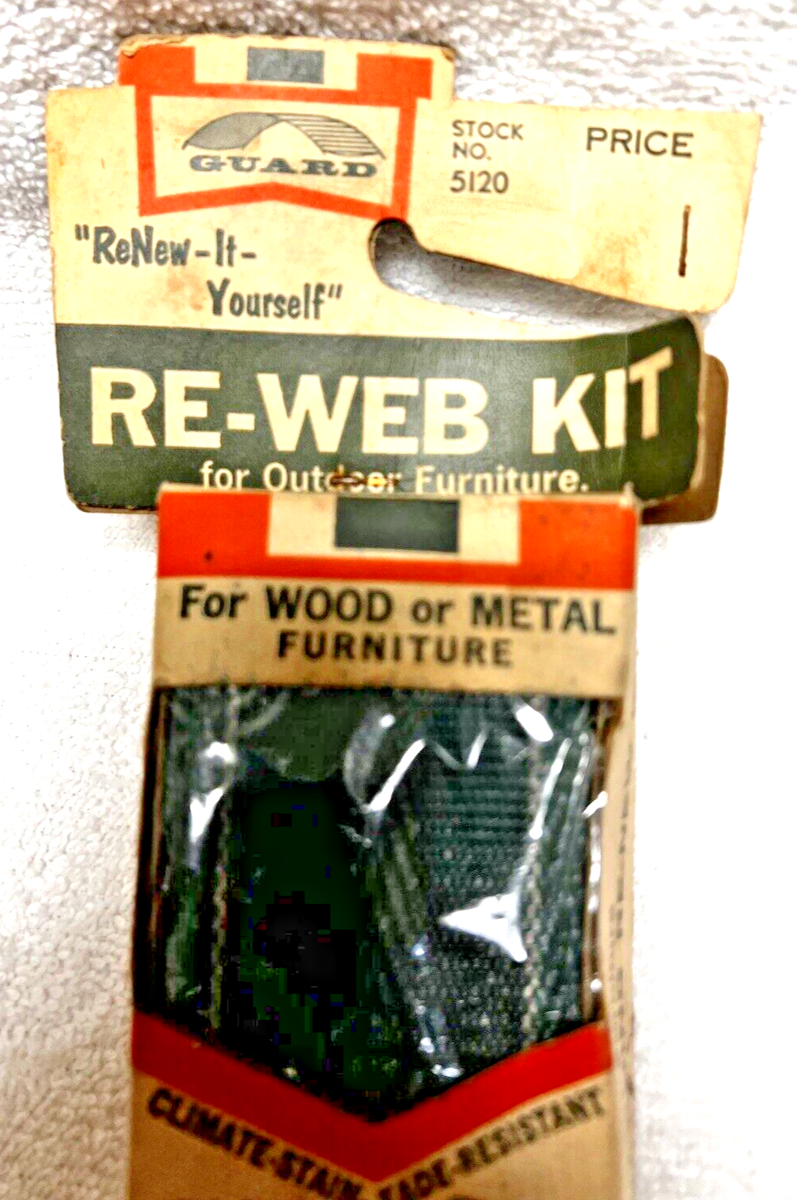 GUARD
STOCK
NO.
5120
PRICE
"ReNew-It-
Yourself"
RE-WEB KIT
for Outdoor Furniture.
For WOOD or METAL
FURNITURE
CLIMATE-STAIN, FADE-RESISTANT